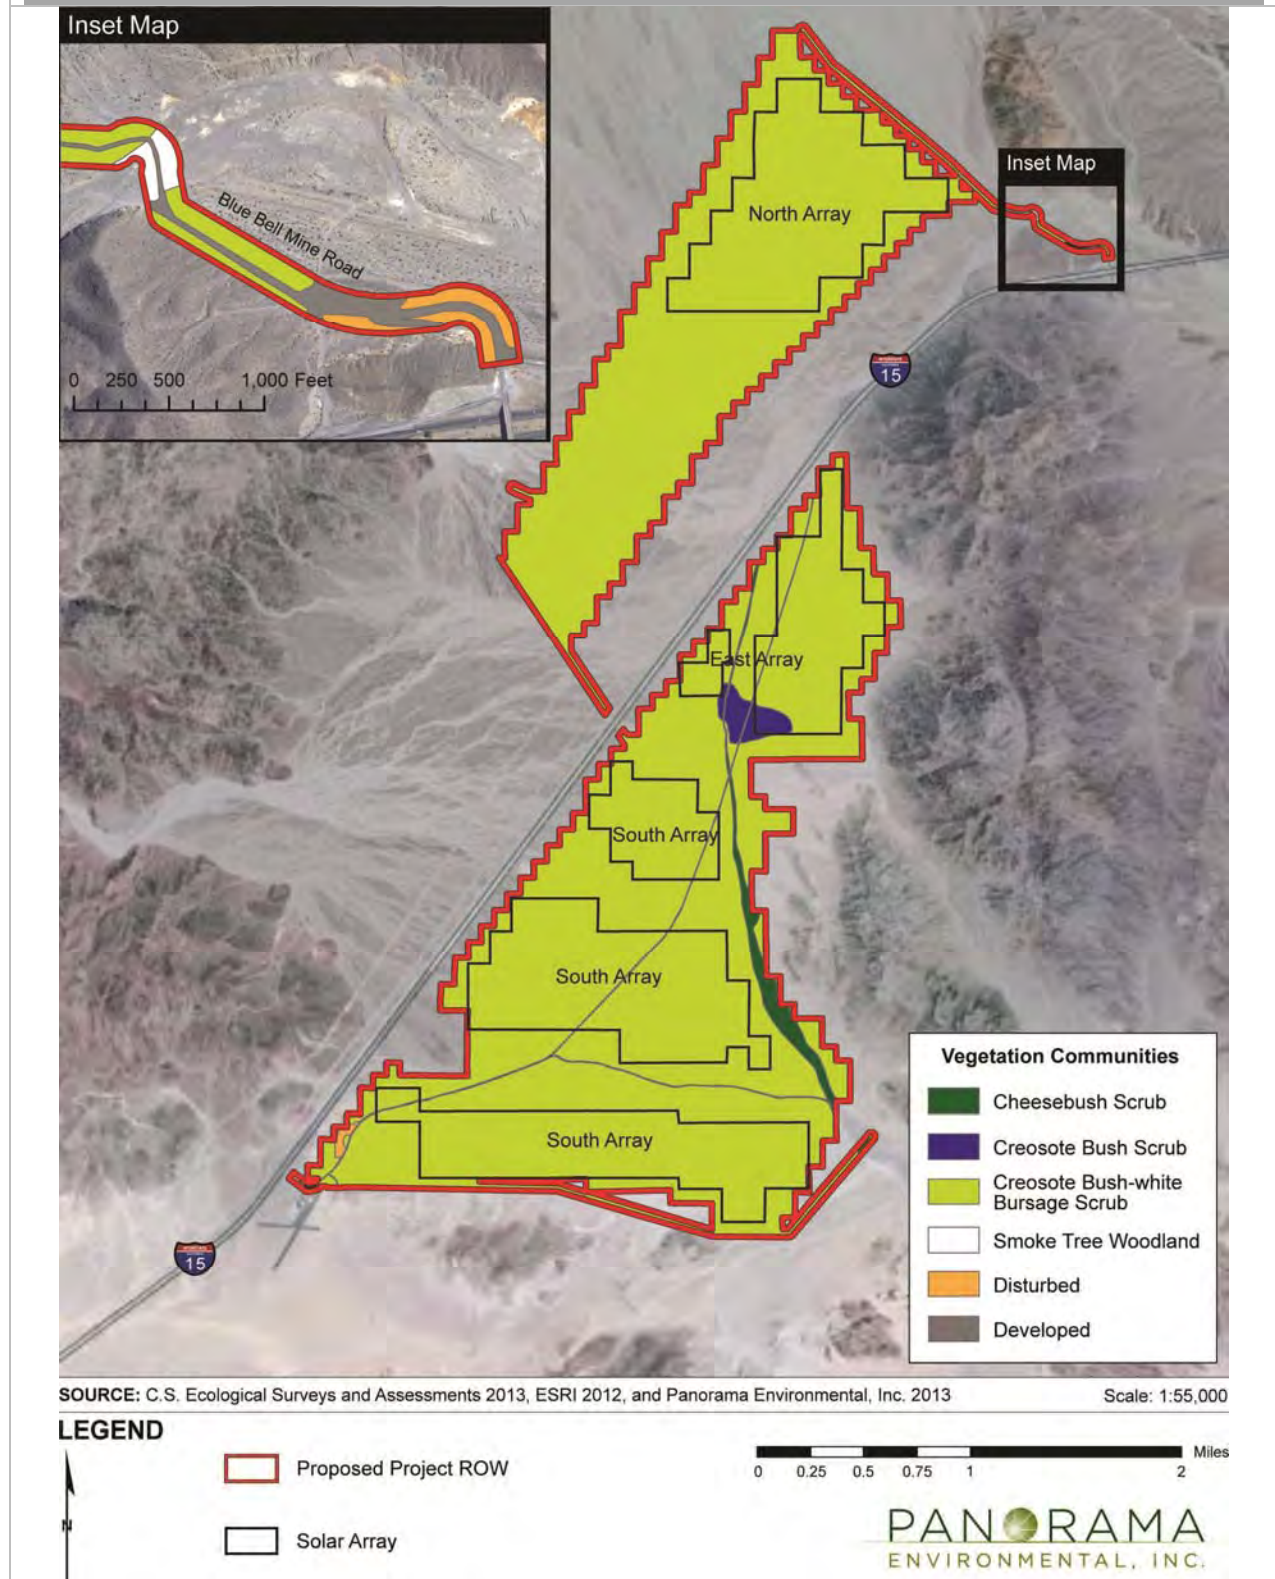 Inset Map
Blue Bell Mine Road
0 250 500 1,000 Feet
Inset Map
North Array
15
East Array
South Array
South Array
South Array
15
Vegetation Communities
Cheesebush Scrub
Creosote Bush Scrub
Creosote Bush-white
Bursage Scrub
Smoke Tree Woodland
Disturbed
Developed
SOURCE: C.S. Ecological Surveys and Assessments 2013, ESRI 2012, and Panorama Environmental, Inc. 2013
Scale: 1:55,000
LEGEND
N
Proposed Project ROW
Solar Array
Miles
0 0.25 0.5 0.75 1 2
PANORAMA
ENVIRONMENTAL, INC.